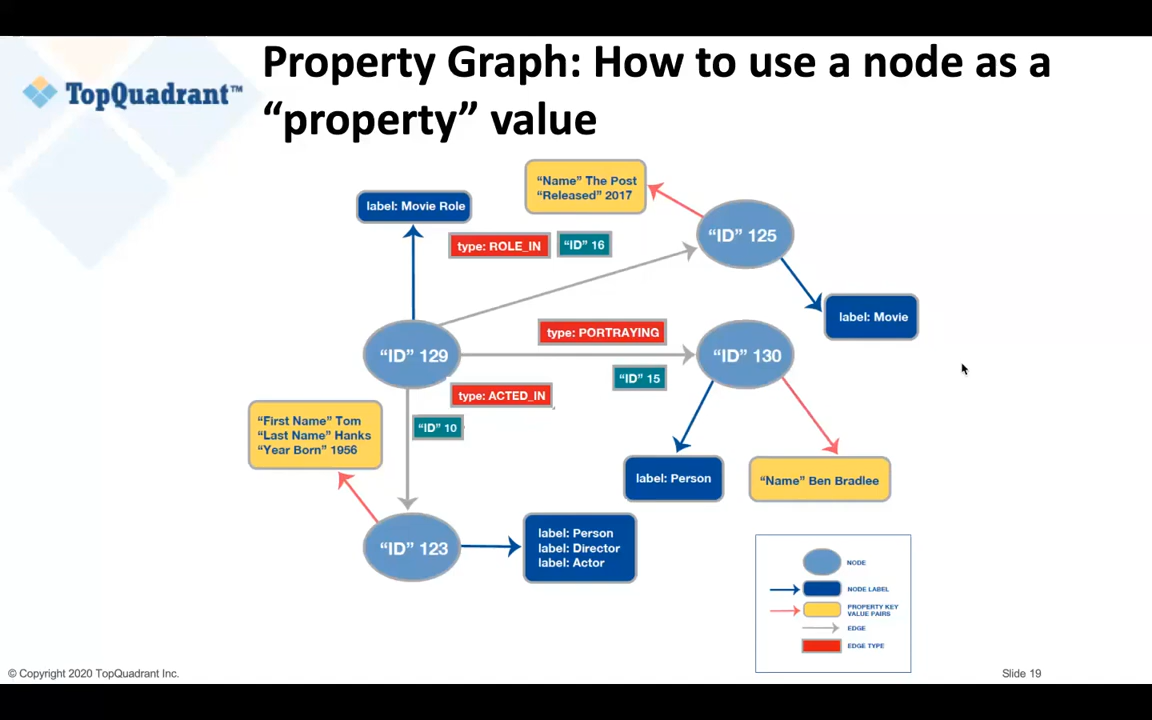 Property Graph: How to use a node as a
“property” value
TopQuadrant™
“Name” The Post
“Released” 2017
label: Movie Role
“ID” 125
type: ROLE_IN
“ID” 16
label: Movie
type: PORTRAYING
“ID” 129
“ID” 130
“ID” 15
type: ACTED_IN
“ID” 10
“First Name” Tom
“Last Name” Hanks
“Year Born” 1956
label: Person
“Name” Ben Bradlee
“ID” 123
label: Person
label: Director
label: Actor
NODE
NODE LABEL
PROPERTY KEY
VALUE PAIRS
EDGE
EDGE TYPE
© Copyright 2020 TopQuadrant Inc.
Slide 19